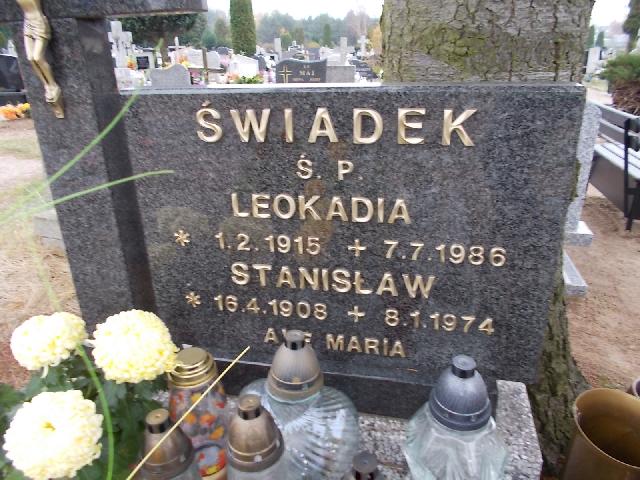 ŚWIADEK
Ś. P.
LEOKADIA
* 1.2.1915 + 7.7.1986
STANISŁAW
* 16.4.1908 + 8.1.1974
AVE MARIA